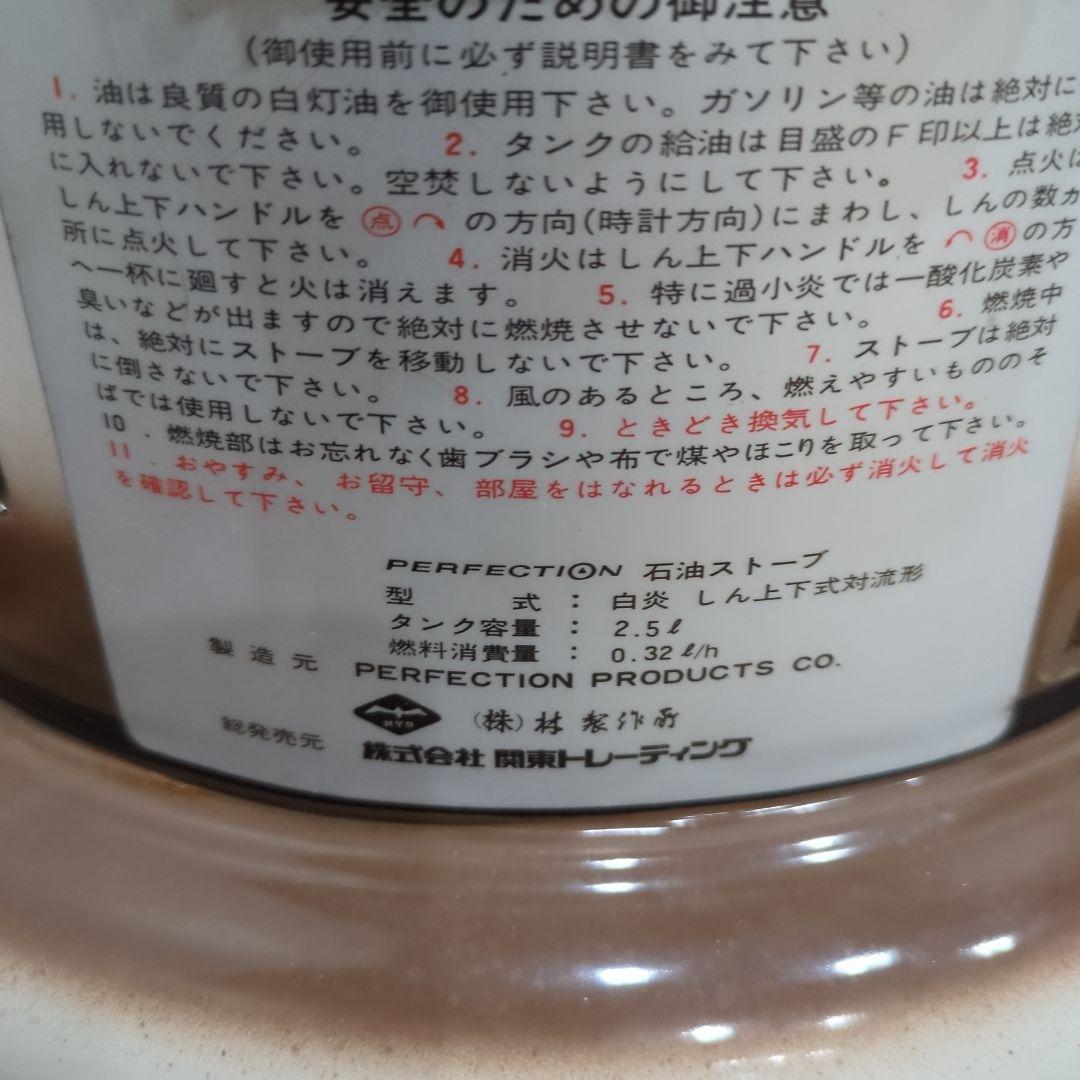 安全のための御注意
(御使用前に必ず説明書をみて下さい)
1. 油は良質の白灯油を御使用下さい。ガソリン等の油は絶対に
用しないでください。 2. タンクの給油は目盛のF印以上は絶対
に入れないで下さい。空焚しないようにして下さい。 3. 点火は
しん上下ハンドルを 点 の方向(時計方向)にまわし、しんの数か
所に点火して下さい。 4. 消火はしん上下ハンドルを 消 の方
へ一杯に廻すと火は消えます。 5. 特に過小炎では一酸化炭素や
臭いなどが出ますので絶対に燃焼させないで下さい。 6. 燃焼中
は、絶対にストーブを移動しないで下さい。 7. ストーブは絶対
に倒さないで下さい。 8. 風のあるところ、燃えやすいもののそ
ばでは使用しないで下さい。 9. ときどき換気して下さい。
10. 燃焼部はお忘れなく歯ブラシや布で煤やほこりを取って下さい。
11. おやすみ、お留守、部屋をはなれるときは必ず消火して消火
を確認して下さい。
PERFECTION 石油ストーブ
型式: 白炎 しん上下式対流形
タンク容量: 2.5ℓ
燃料消費量: 0.32ℓ/h
製造元 PERFECTION PRODUCTS CO.
HYS (株)林製作所
総発売元 株式会社 関東トレーディング